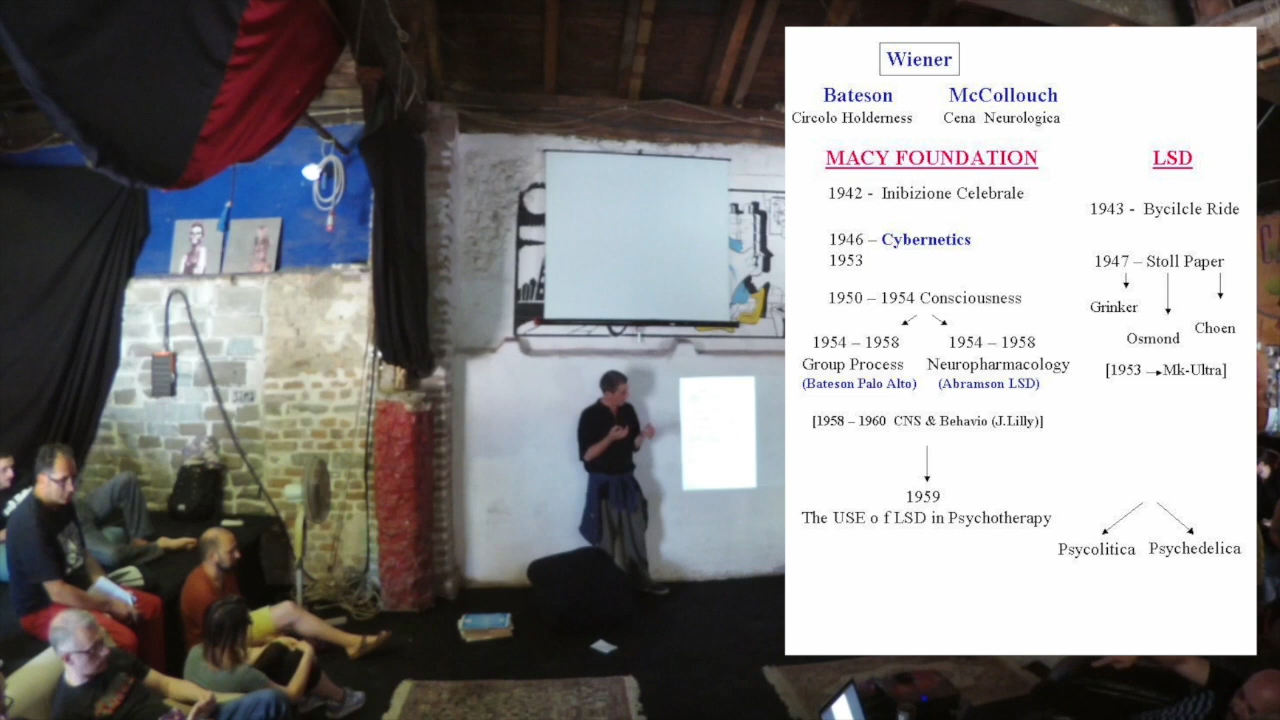 Wiener
Bateson McCollouch
Circolo Holderness Cena Neurologica
MACY FOUNDATION LSD
1942 - Inibizione Celebrale
1943 - Bycilcle Ride
1946 – Cybernetics
1953
1947 – Stoll Paper
1950 – 1954 Consciousness
Grinker
Choen
Osmond
1954 – 1958 1954 – 1958
Group Process Neuropharmacology
[1953 Mk-Ultra]
(Bateson Palo Alto) (Abramson LSD)
[1958 – 1960 CNS & Behavio (J.Lilly)]
1959
The USE o f LSD in Psychotherapy
Psycolitica Psychedelica